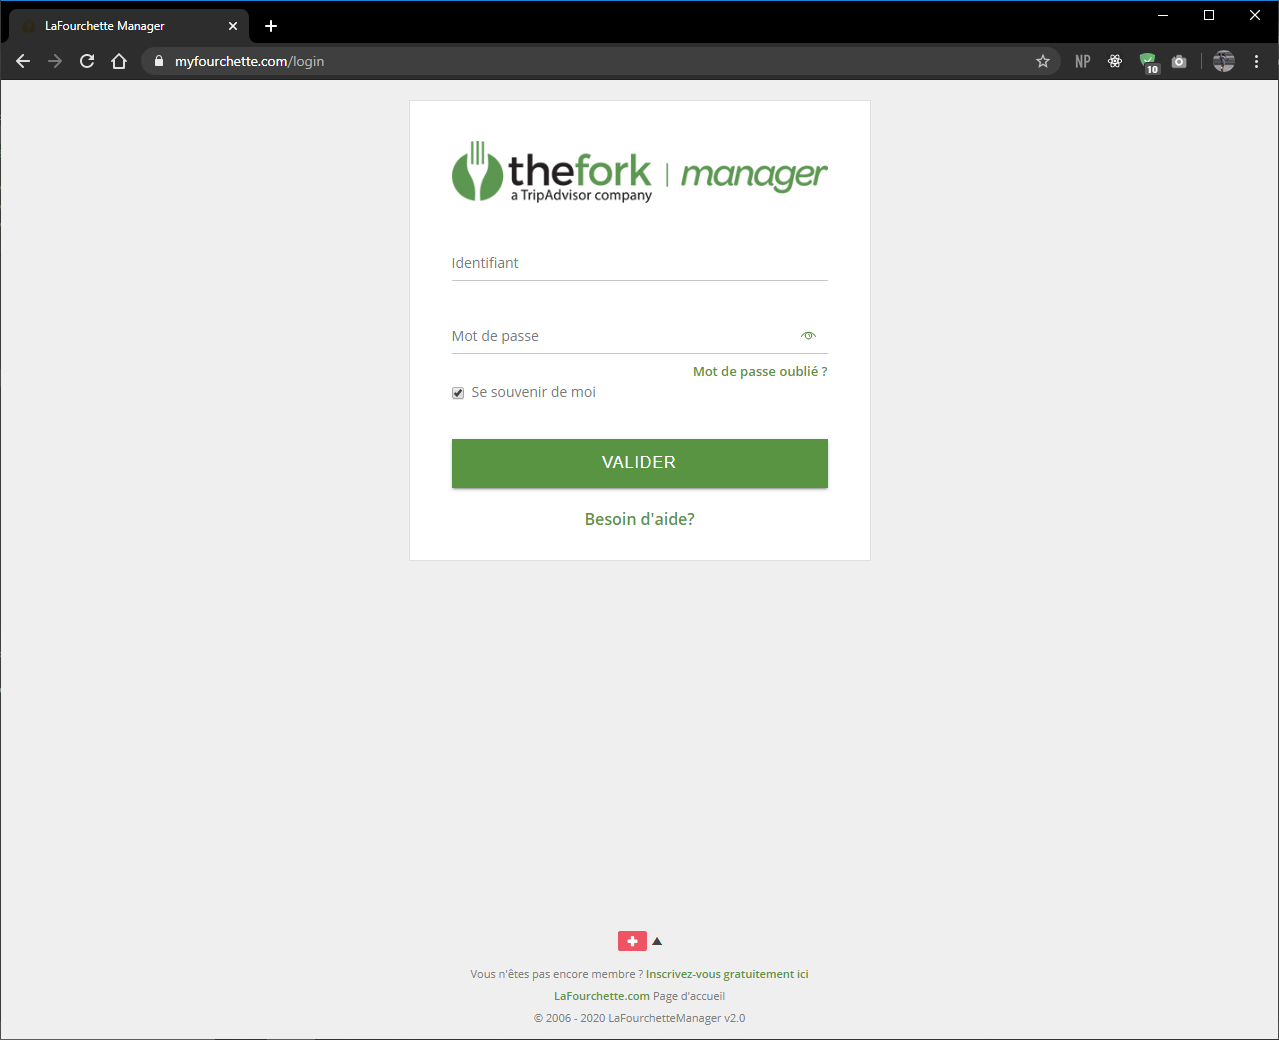 LaFourchette Manager
myfourchette.com/login
NP
10
thefork | manager
a TripAdvisor company
Identifiant
Mot de passe
Mot de passe oublié ?
Se souvenir de moi
VALIDER
Besoin d'aide?
Vous n'êtes pas encore membre ? Inscrivez-vous gratuitement ici
LaFourchette.com Page d'accueil
© 2006 - 2020 LaFourchetteManager v2.0